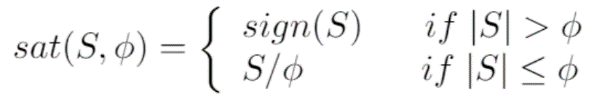 sat(S, ϕ) = { sign(S) if |S| > ϕ
S/ϕ if |S| ≤ ϕ